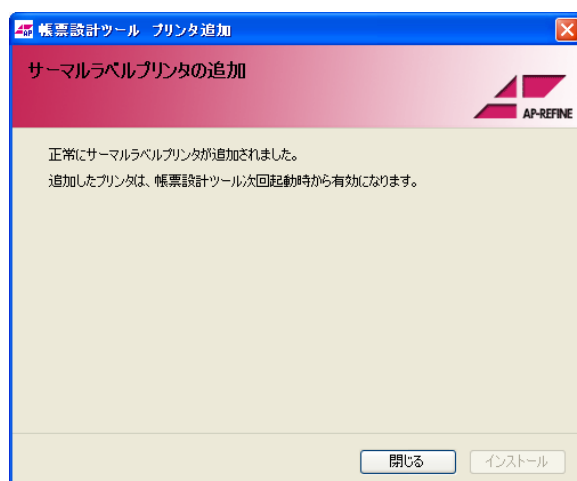 帳票設計ツール プリンタ追加
サーマルラベルプリンタの追加
AP-REFINE
正常にサーマルラベルプリンタが追加されました。
追加したプリンタは、帳票設計ツール次回起動時から有効になります。
閉じる
インストール